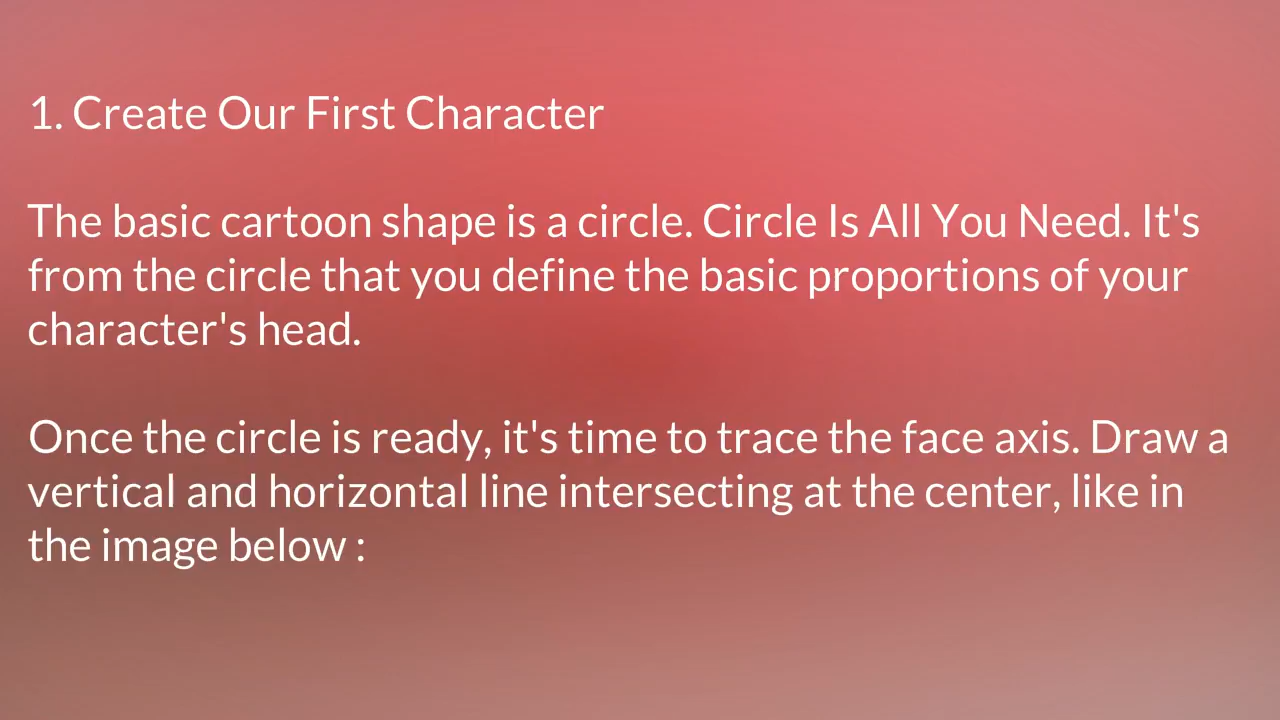 1. Create Our First Character
The basic cartoon shape is a circle. Circle Is All You Need. It's
from the circle that you define the basic proportions of your
character's head.
Once the circle is ready, it's time to trace the face axis. Draw a
vertical and horizontal line intersecting at the center, like in
the image below :